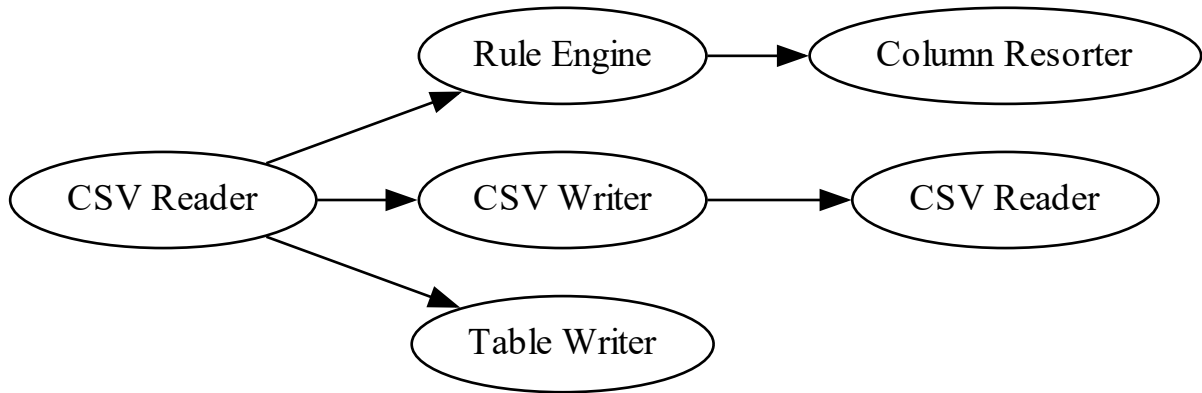 Rule Engine
Column Resorter
CSV Reader
CSV Writer
CSV Reader
Table Writer